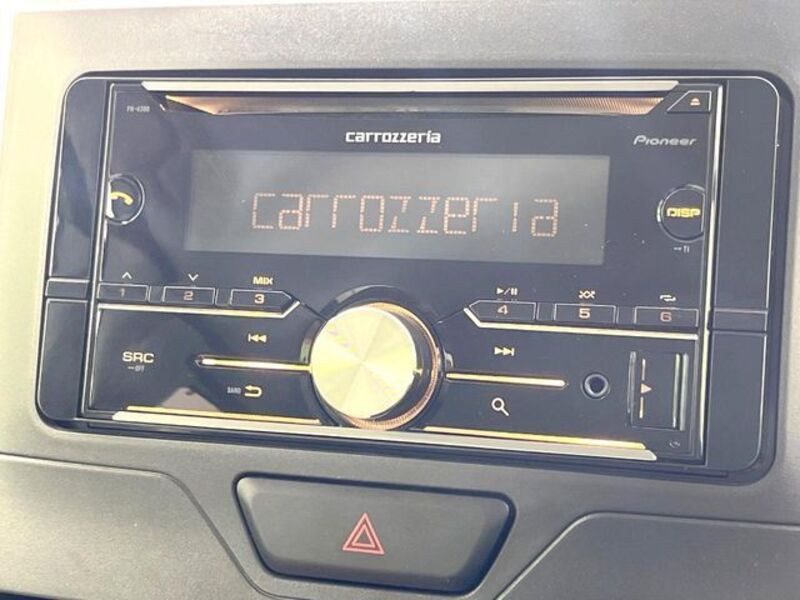 FH-4200
carrozzeria
Pioneer
carrozzeria
DISP
MIX
1 2 3
4 5 6
SRC
OFF
BAND